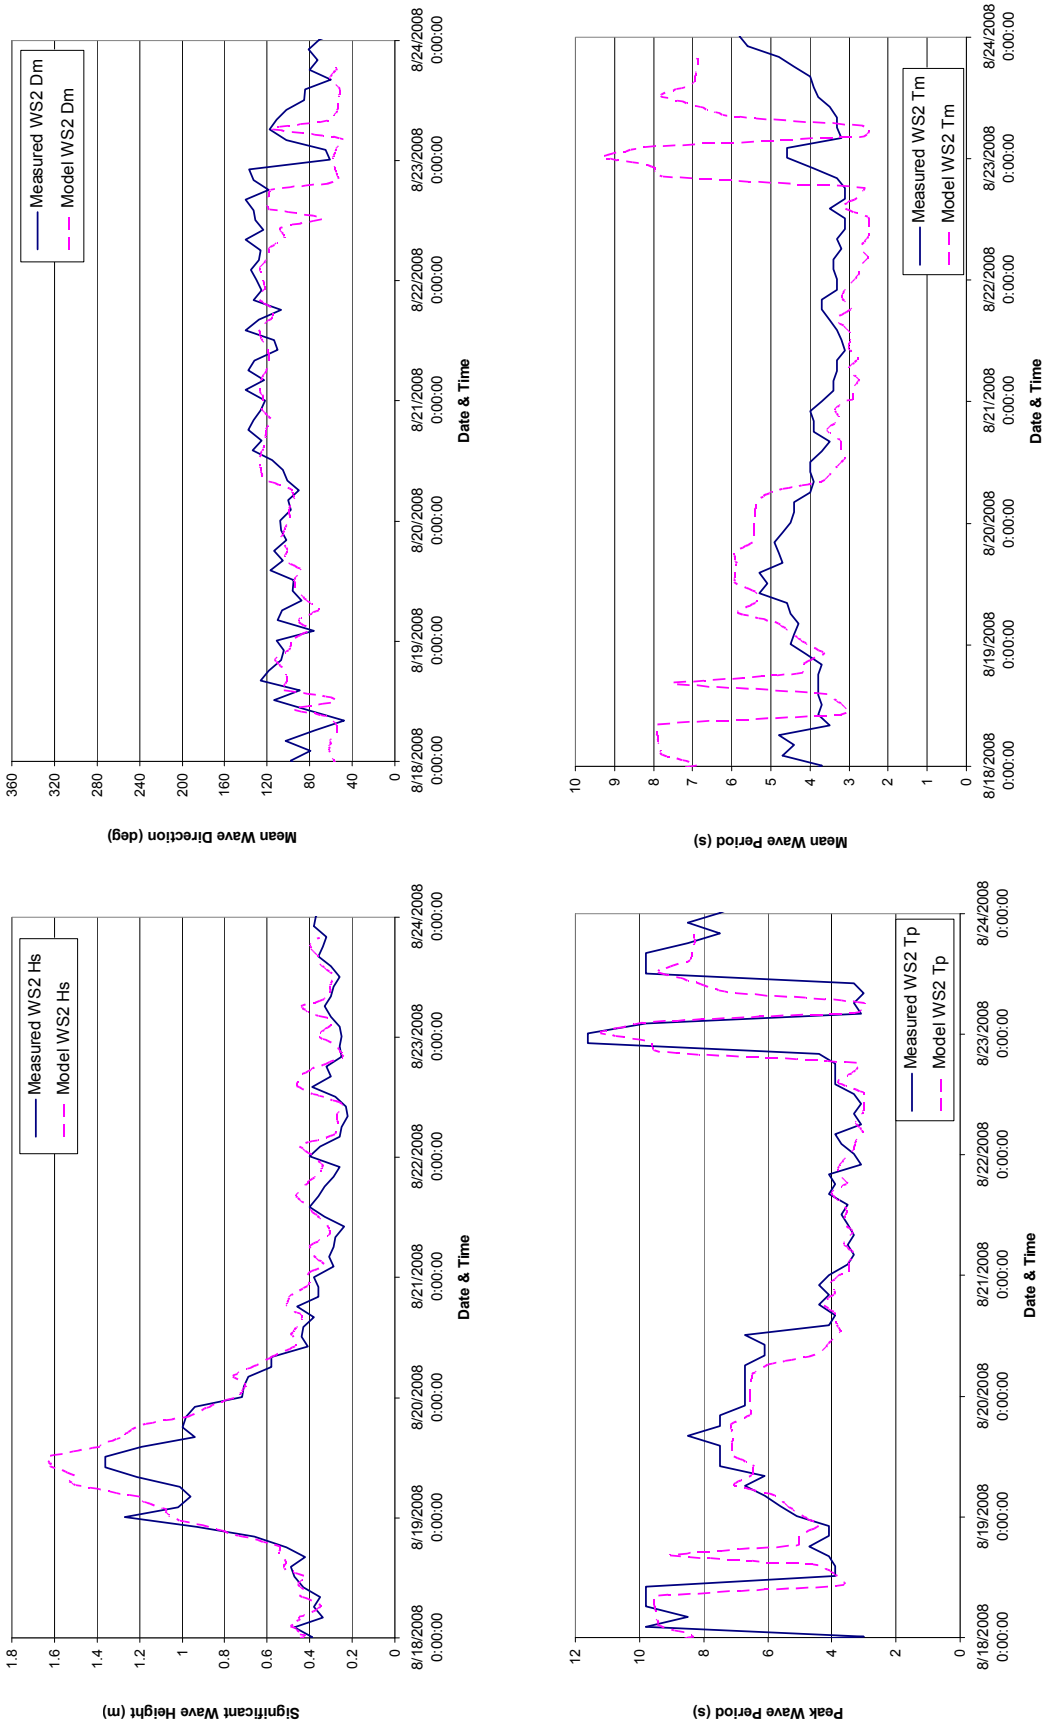 Significant Wave Height (m)
1.8
1.6
1.4
1.2
1
0.8
0.6
0.4
0.2
0
Measured WS2 Hs
Model WS2 Hs
8/18/2008 8/19/2008 8/20/2008 8/21/2008 8/22/2008 8/23/2008 8/24/2008
0:00:00 0:00:00 0:00:00 0:00:00 0:00:00 0:00:00 0:00:00
Date & Time
Mean Wave Direction (deg)
360
300
240
180
120
60
0
Measured WS2 Dm
Model WS2 Dm
8/18/2008 8/19/2008 8/20/2008 8/21/2008 8/22/2008 8/23/2008 8/24/2008
0:00:00 0:00:00 0:00:00 0:00:00 0:00:00 0:00:00 0:00:00
Date & Time
Peak Wave Period (s)
12
10
8
6
4
2
0
Measured WS2 Tp
Model WS2 Tp
8/18/2008 8/19/2008 8/20/2008 8/21/2008 8/22/2008 8/23/2008 8/24/2008
0:00:00 0:00:00 0:00:00 0:00:00 0:00:00 0:00:00 0:00:00
Date & Time
Mean Wave Period (s)
10
9
8
7
6
5
4
3
2
1
0
Measured WS2 Tm
Model WS2 Tm
8/18/2008 8/19/2008 8/20/2008 8/21/2008 8/22/2008 8/23/2008 8/24/2008
0:00:00 0:00:00 0:00:00 0:00:00 0:00:00 0:00:00 0:00:00
Date & Time